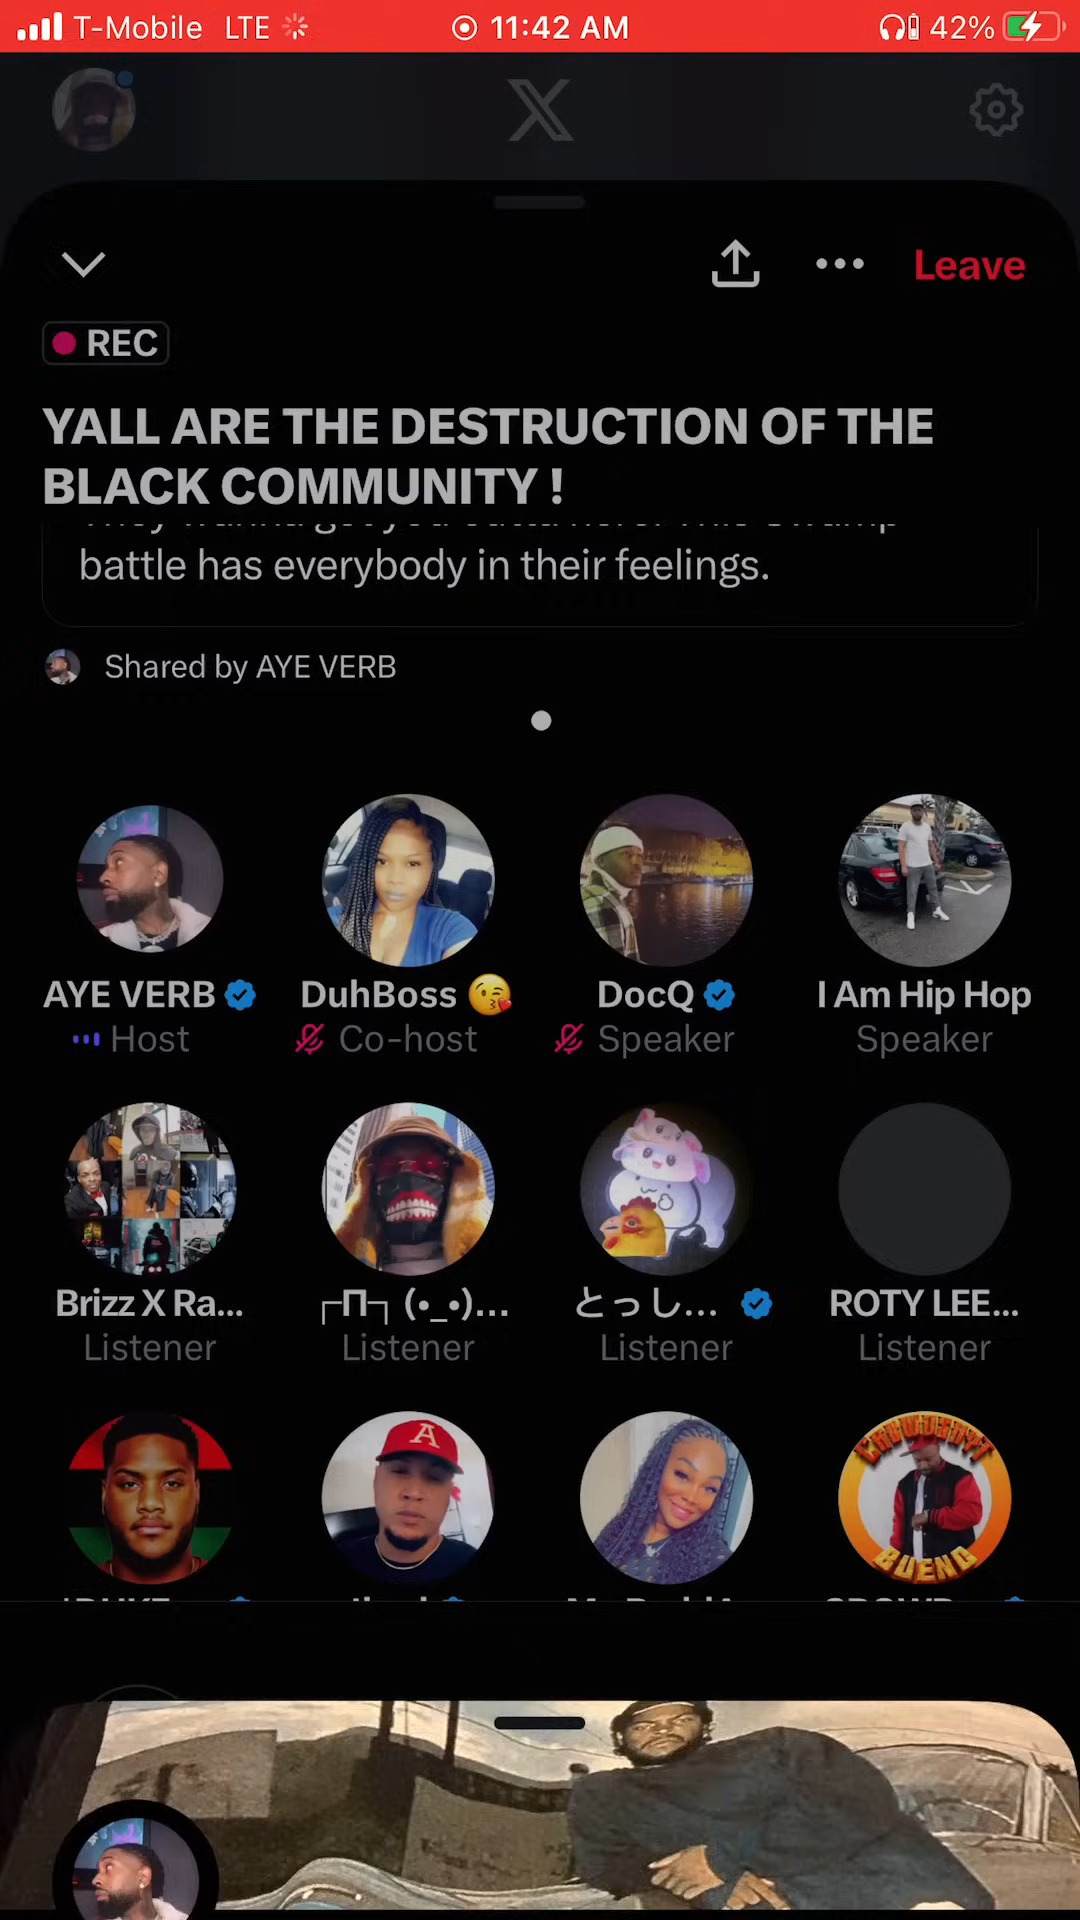 T-Mobile LTE 11:42 AM 42%
Leave
REC
YALL ARE THE DESTRUCTION OF THE
BLACK COMMUNITY !
battle has everybody in their feelings.
Shared by AYE VERB
AYE VERB DuhBoss 😘 DocQ I Am Hip Hop
Host Co-host Speaker Speaker
Brizz X Ra... ┌П┐(•_•)... とっし... ROTY LEE...
Listener Listener Listener Listener
A
BUENO